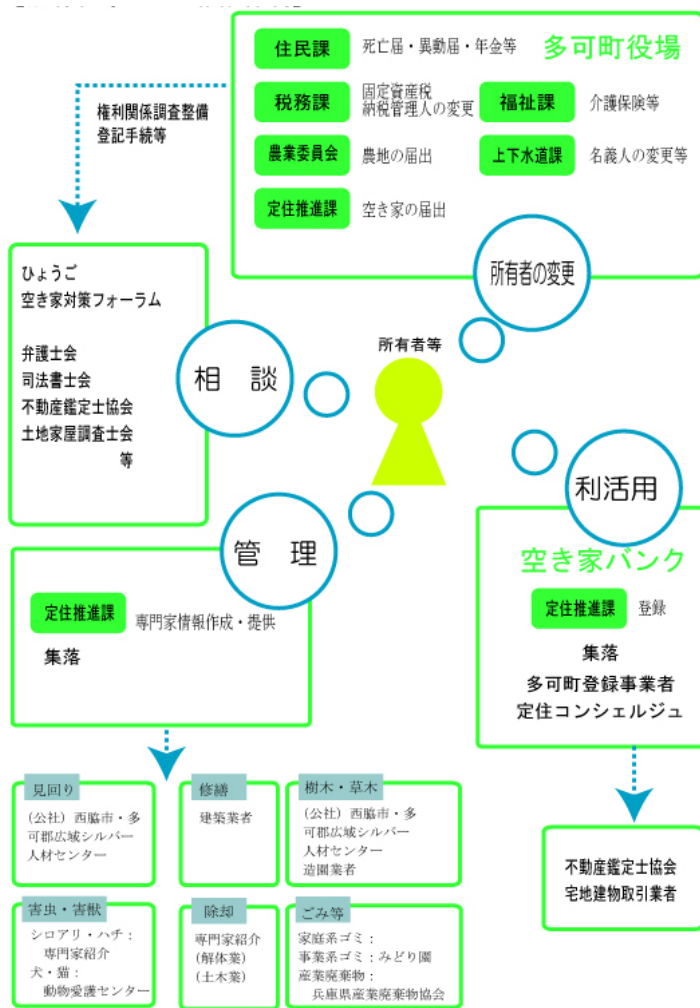 多可町役場
住民課
死亡届・異動届・年金等
税務課
固定資産税
納税管理人の変更
福祉課
介護保険等
農業委員会
農地の届出
上下水道課
名義人の変更等
定住推進課
空き家の届出
所有者の変更
権利関係調査整備
登記手続等
ひょうご
空き家対策フォーラム
弁護士会
司法書士会
不動産鑑定士協会
土地家屋調査士会
等
相 談
所有者等
管 理
定住推進課
専門家情報作成・提供
集落
利活用
空き家バンク
定住推進課
登録
集落
多可町登録事業者
定住コンシェルジュ
見回り
(公社) 西脇市・多
可郡広域シルバー
人材センター
修繕
建築業者
樹木・草木
(公社) 西脇市・多
可郡広域シルバー
人材センター
造園業者
害虫・害獣
シロアリ・ハチ:
専門家紹介
犬・猫:
動物愛護センター
除却
専門家紹介
(解体業)
(土木業)
ごみ等
家庭系ゴミ:
事業系ゴミ:みどり園
産業廃棄物:
兵庫県産業廃棄物協会
不動産鑑定士協会
宅地建物取引業者